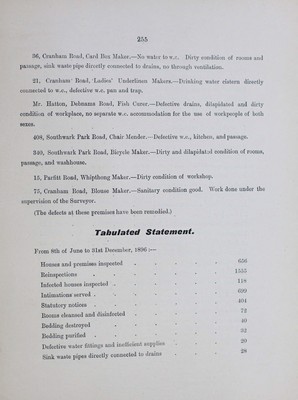 255
56, Cranham Road, Card Box Maker.—No water to w.c. Dirty condition of rooms and
passage, sink waste pipe directly connected to drains, no through ventilation.
21, Cranham Road, Ladies' Underlinen Makers.—Drinking water cistern directly
connected to w.c., defective w.c. pan and trap.
Mr. Hatton, Debnams Road, Fish Curer.—Defective drains, dilapidated and dirty
condition of workplace, no separate w.c. accommodation for the use of workpeople of both
sexes.
408, Southwark Park Road, Chair Mender.—Defective w.c., kitchen, and passage.
340, Southwark Park Road, Bicycle Maker.—Dirty and dilapidated condition of rooms,
passage, and washhouse.
15, Parfitt Road, Whipthong Maker.—Dirty condition of workshop.
75, Cranham Road, Blouse Maker.—Sanitary condition good. Work done under the
supervision of the Surveyor.
(The defects at these premises have been remedied.)
Tabulated Statement.
From 8th of June to 31st December, 1896 :—
Houses and premises inspected 636
Reinspections 1555
Infected houses inspected 118
Intimations served 699
Statutory notices 404
Rooms cleansed and disinfected 72
Bedding destroyed 40
Bedding purified 52
Defective water fittings and inefficient supplies 20
Sink waste pipes directly connected to drains 28